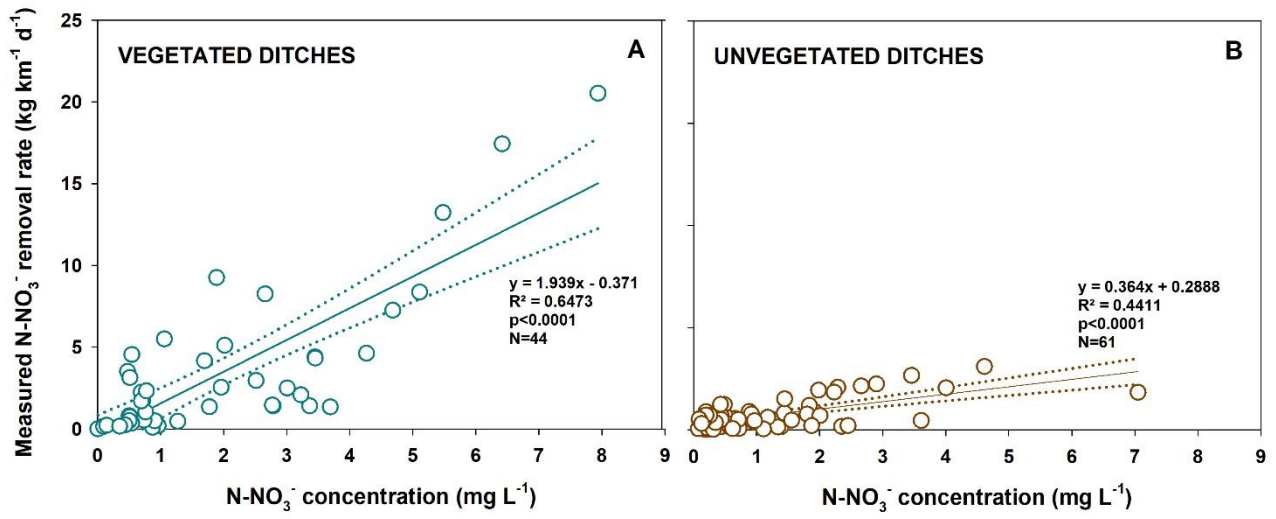 Measured N-NO₃⁻ removal rate (kg km⁻¹ d⁻¹)
25
20
15
10
5
0
VEGETATED DITCHES
A
y = 1.939x - 0.371
R² = 0.6473
p<0.0001
N=44
0 1 2 3 4 5 6 7 8 9
N-NO₃⁻ concentration (mg L⁻¹)
UNVEGETATED DITCHES
B
y = 0.364x + 0.2888
R² = 0.4411
p<0.0001
N=61
0 1 2 3 4 5 6 7 8 9
N-NO₃⁻ concentration (mg L⁻¹)